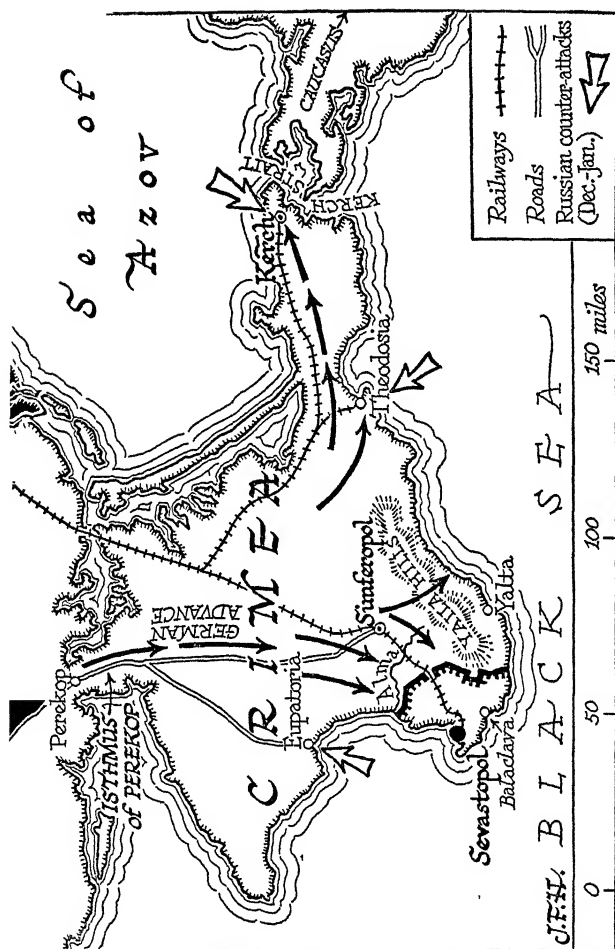 Sea of
Azov
Perekop
ISTHMUS
of PEREKOP
GERMAN
ADVANCE
CRIMEA
Kerch
KERCH
STRAIT
CAUCASUS
Eupatoria
Simferopol
Theodosia
Alma
YAILA HILLS
Sevastopol
Balaclava
Yalta
BLACK SEA
J.F.H.
0 50 100 150 miles
Railways
Roads
Russian counter-attacks
(Dec.-Jan.)